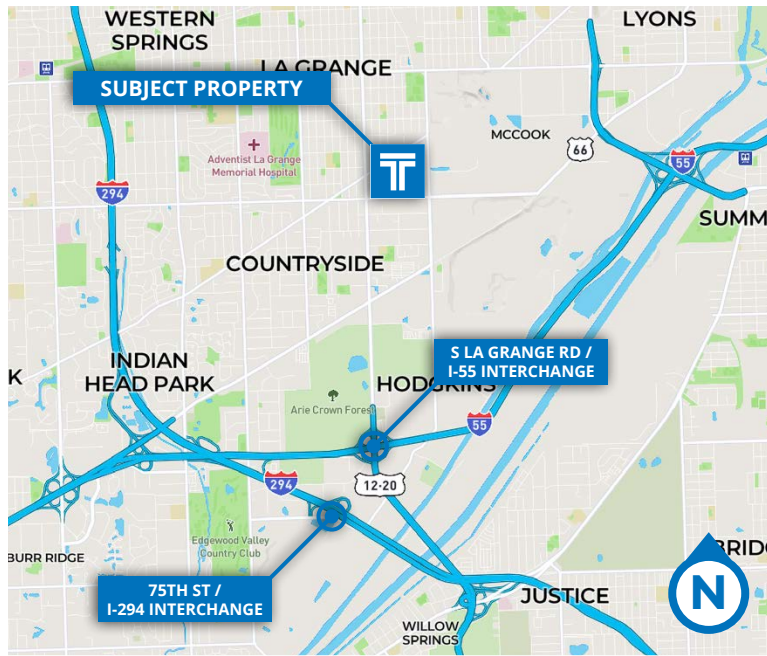 WESTERN
SPRINGS
LYONS
LA GRANGE
SUBJECT PROPERTY
MCCOOK
66
55
Adventist La Grange
Memorial Hospital
294
SUMM
COUNTRYSIDE
S LA GRANGE RD /
I-55 INTERCHANGE
INDIAN
HEAD PARK
K
HODGKINS
Arie Crown Forest
55
294
12-20
Edgewood Valley
Country Club
BURR RIDGE
BRIDG
75TH ST /
I-294 INTERCHANGE
N
JUSTICE
WILLOW
SPRINGS